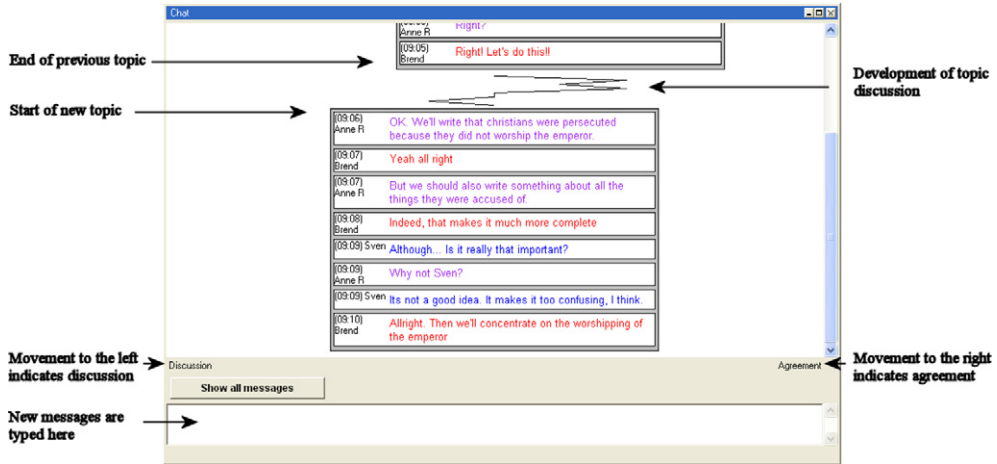 Chat
Anne R Right?
End of previous topic
(09:05) Brend Right! Let's do this!!
Development of topic discussion
Start of new topic
(09:06) Anne R OK. We'll write that christians were persecuted
because they did not worship the emperor.
(09:07) Brend Yeah all right
(09:07) Anne R But we should also write something about all the
things they were accused of.
(09:08) Brend Indeed, that makes it much more complete
(09:09) Sven Although... Is it really that important?
(09:09) Anne R Why not Sven?
(09:09) Sven Its not a good idea. It makes it too confusing, I think.
(09:10) Brend Allright. Then we'll concentrate on the worshipping of
the emperor
Movement to the left
indicates discussion
Discussion
Agreement
Movement to the right
indicates agreement
Show all messages
New messages are
typed here